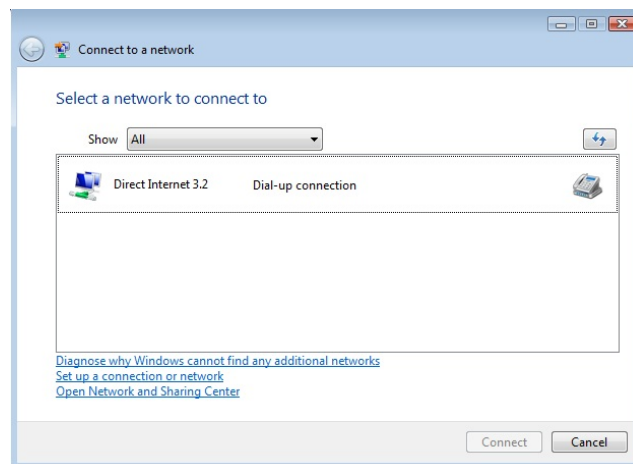 Connect to a network
Select a network to connect to
Show All
Direct Internet 3.2 Dial-up connection
Diagnose why Windows cannot find any additional networks
Set up a connection or network
Open Network and Sharing Center
Connect Cancel